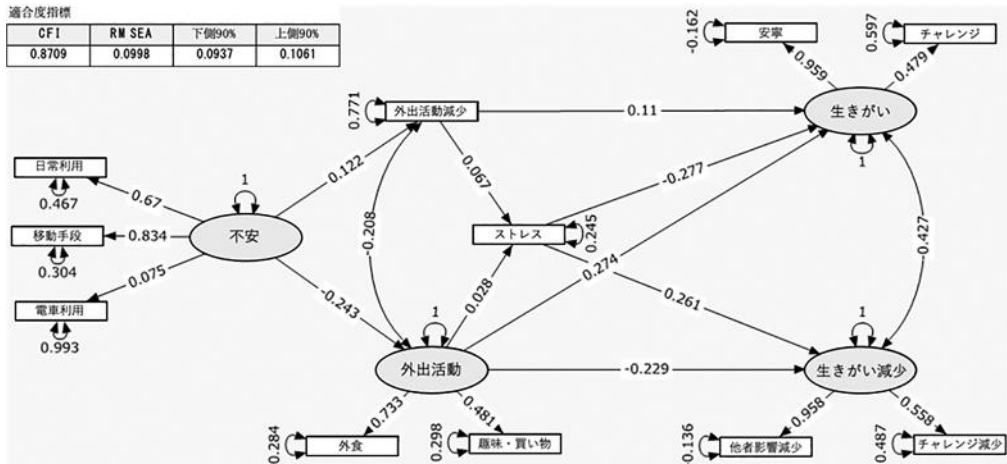 適合度指標
CFI RMSEA 下側90% 上側90%
0.8709 0.0998 0.0937 0.1061
-0.162 安寧 0.597 チャレンジ
0.959 0.479
0.771 外出活動減少 0.11 生きがい
1
日常利用 0.122 0.067 -0.277
0.467 0.67 1
移動手段 0.834 不安 -0.208 ストレス 0.245 -0.427
0.304 0.274
0.075 -0.243 0.028 0.261
電車利用
0.993 1 1
外出活動 -0.229 生きがい減少
0.733 0.481 0.958 0.558
0.284 外食 0.298 趣味・買い物 -0.136 他者影響減少 0.487 チャレンジ減少